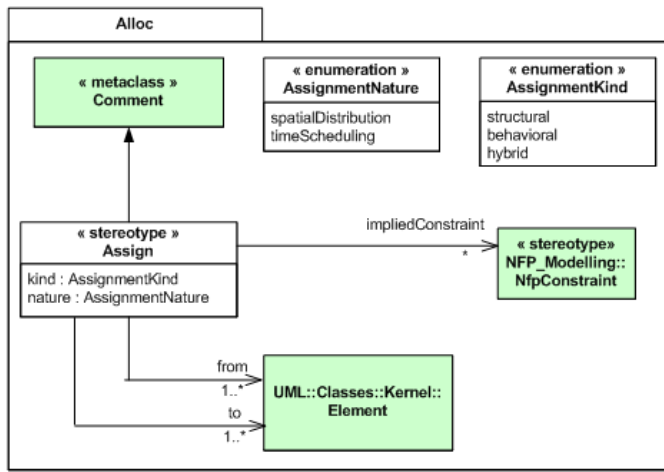 Alloc
« metaclass »
Comment
« enumeration »
AssignmentNature
spatialDistribution
timeScheduling
« enumeration »
AssignmentKind
structural
behavioral
hybrid
« stereotype »
Assign
kind : AssignmentKind
nature : AssignmentNature
impliedConstraint
*
« stereotype»
NFP_Modelling::
NfpConstraint
from
1..*
to
1..*
UML::Classes::Kernel::
Element